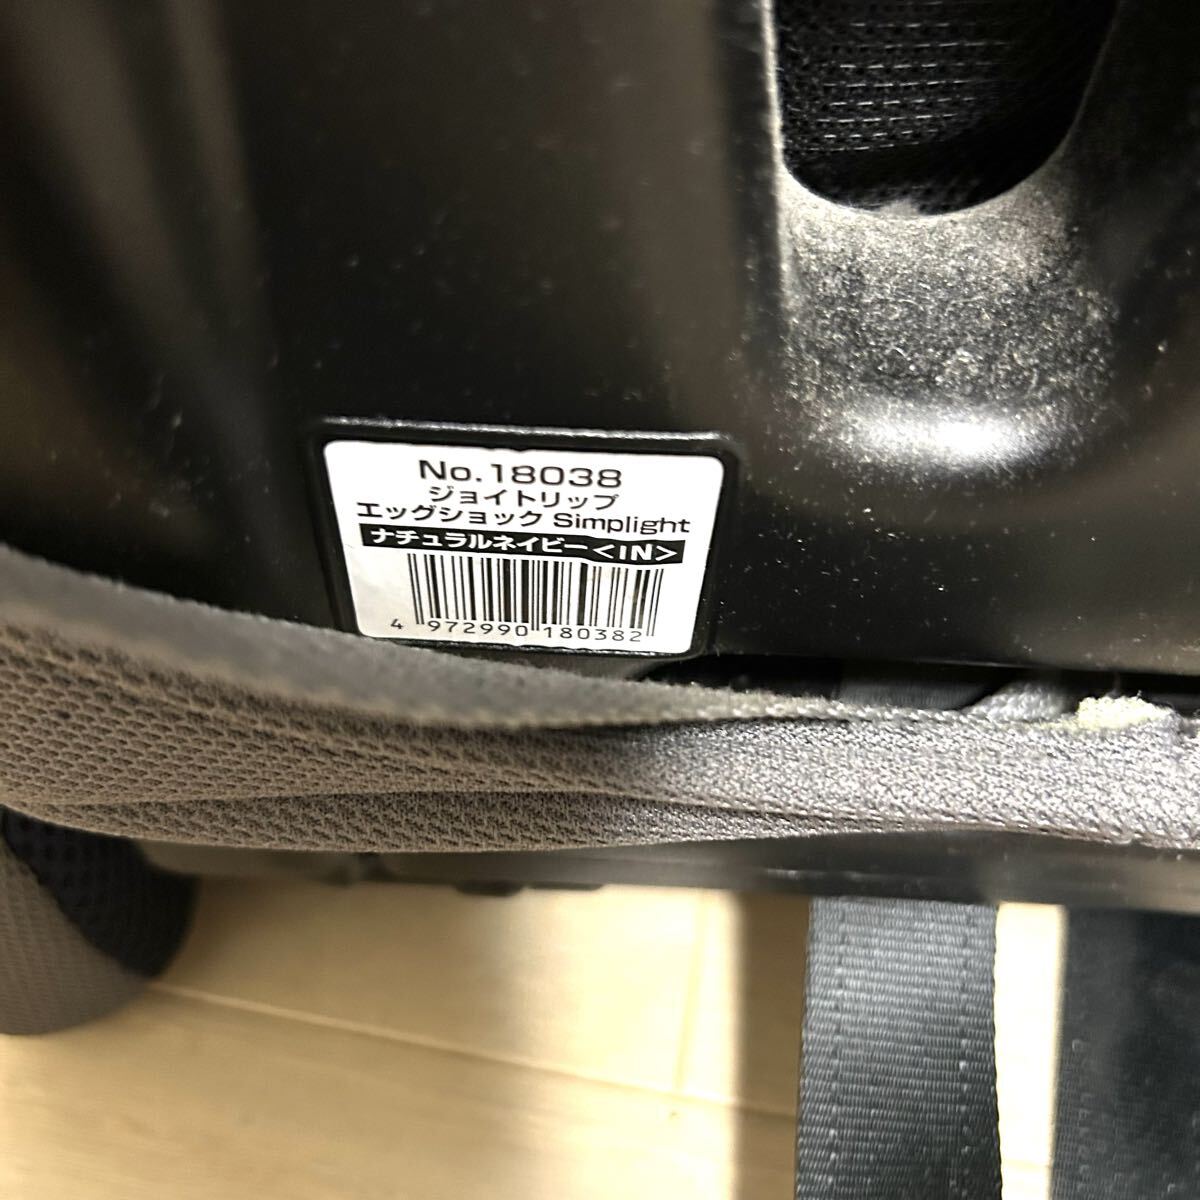 No.18038
ジョイトリップ
エッグショック Simplight
ナチュラルネイビー<IN>
4 972990 180382